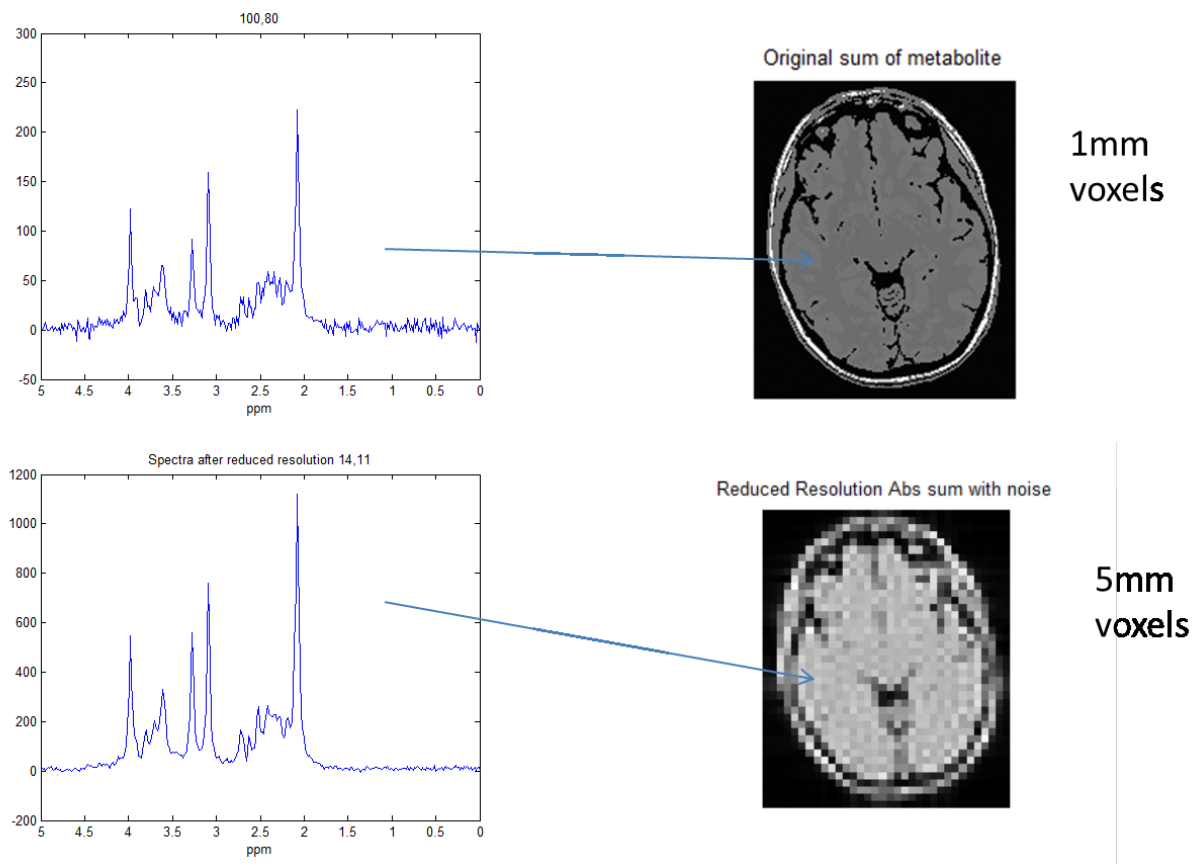 100,80
300
250
200
150
100
50
0
-50
5 4.5 4 3.5 3 2.5 2 1.5 1 0.5 0
ppm
Original sum of metabolite
1mm
voxels
Spectra after reduced resolution 14,11
1200
1000
800
600
400
200
0
-200
5 4.5 4 3.5 3 2.5 2 1.5 1 0.5 0
ppm
Reduced Resolution Abs sum with noise
5mm
voxels